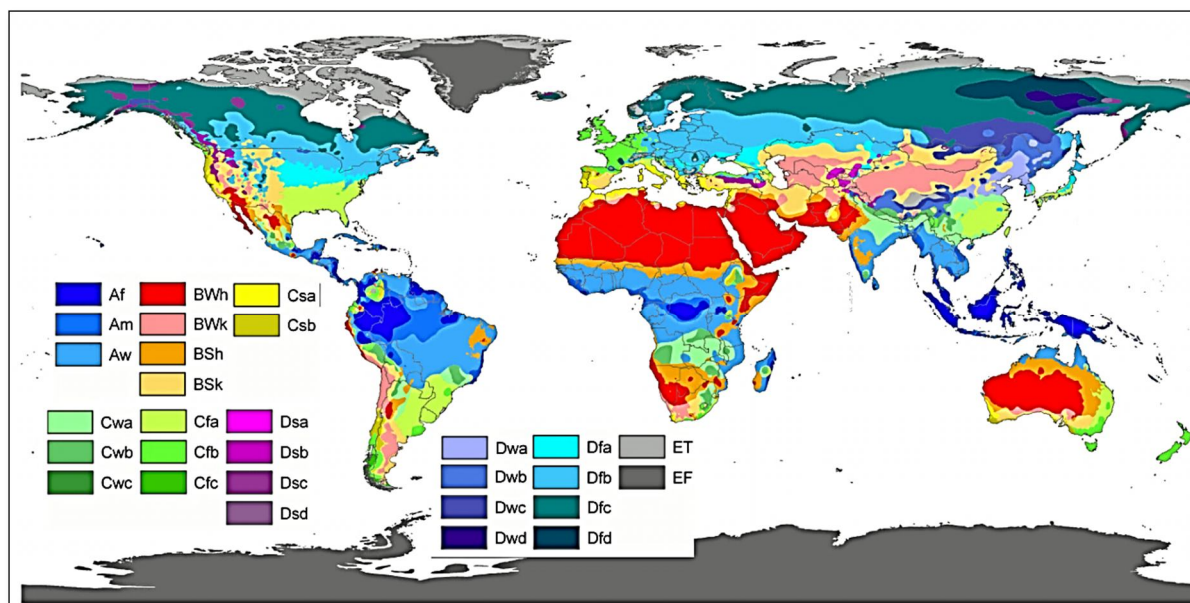 Af BWh Csa
Am BWk Csb
Aw BSh
BSk
Cwa Cfa Dsa
Cwb Cfb Dsb
Cwc Cfc Dsc
Dsd
Dwa Dfa ET
Dwb Dfb EF
Dwc Dfc
Dwd Dfd